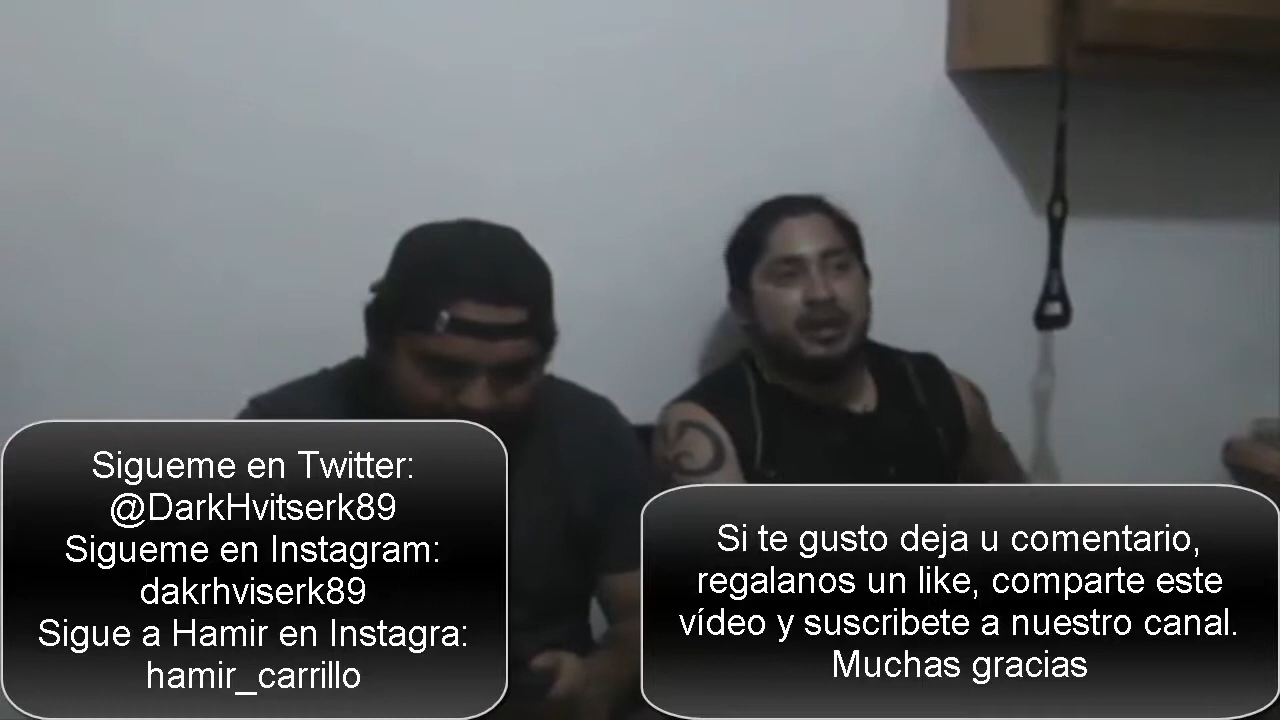 Sigueme en Twitter:
@DarkHvitserk89
Sigueme en Instagram:
dakrhviserk89
Sigue a Hamir en Instagra:
hamir_carrillo
Si te gusto deja u comentario,
regalanos un like, comparte este
vídeo y suscribete a nuestro canal.
Muchas gracias